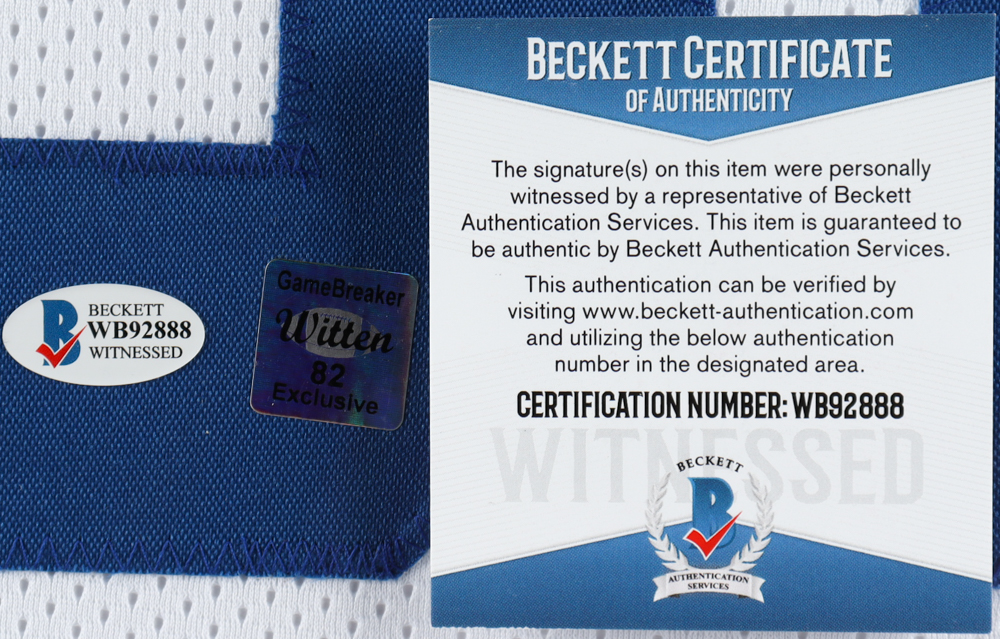 BECKETT
WB92888
WITNESSED
GameBreaker
Witten
82
Exclusive
BECKETT CERTIFICATE
OF AUTHENTICITY
The signature(s) on this item were personally
witnessed by a representative of Beckett
Authentication Services. This item is guaranteed to
be authentic by Beckett Authentication Services.
This authentication can be verified by
visiting www.beckett-authentication.com
and utilizing the below authentication
number in the designated area.
CERTIFICATION NUMBER: WB92888
WITNESSED
BECKETT
B
AUTHENTICATION
SERVICES